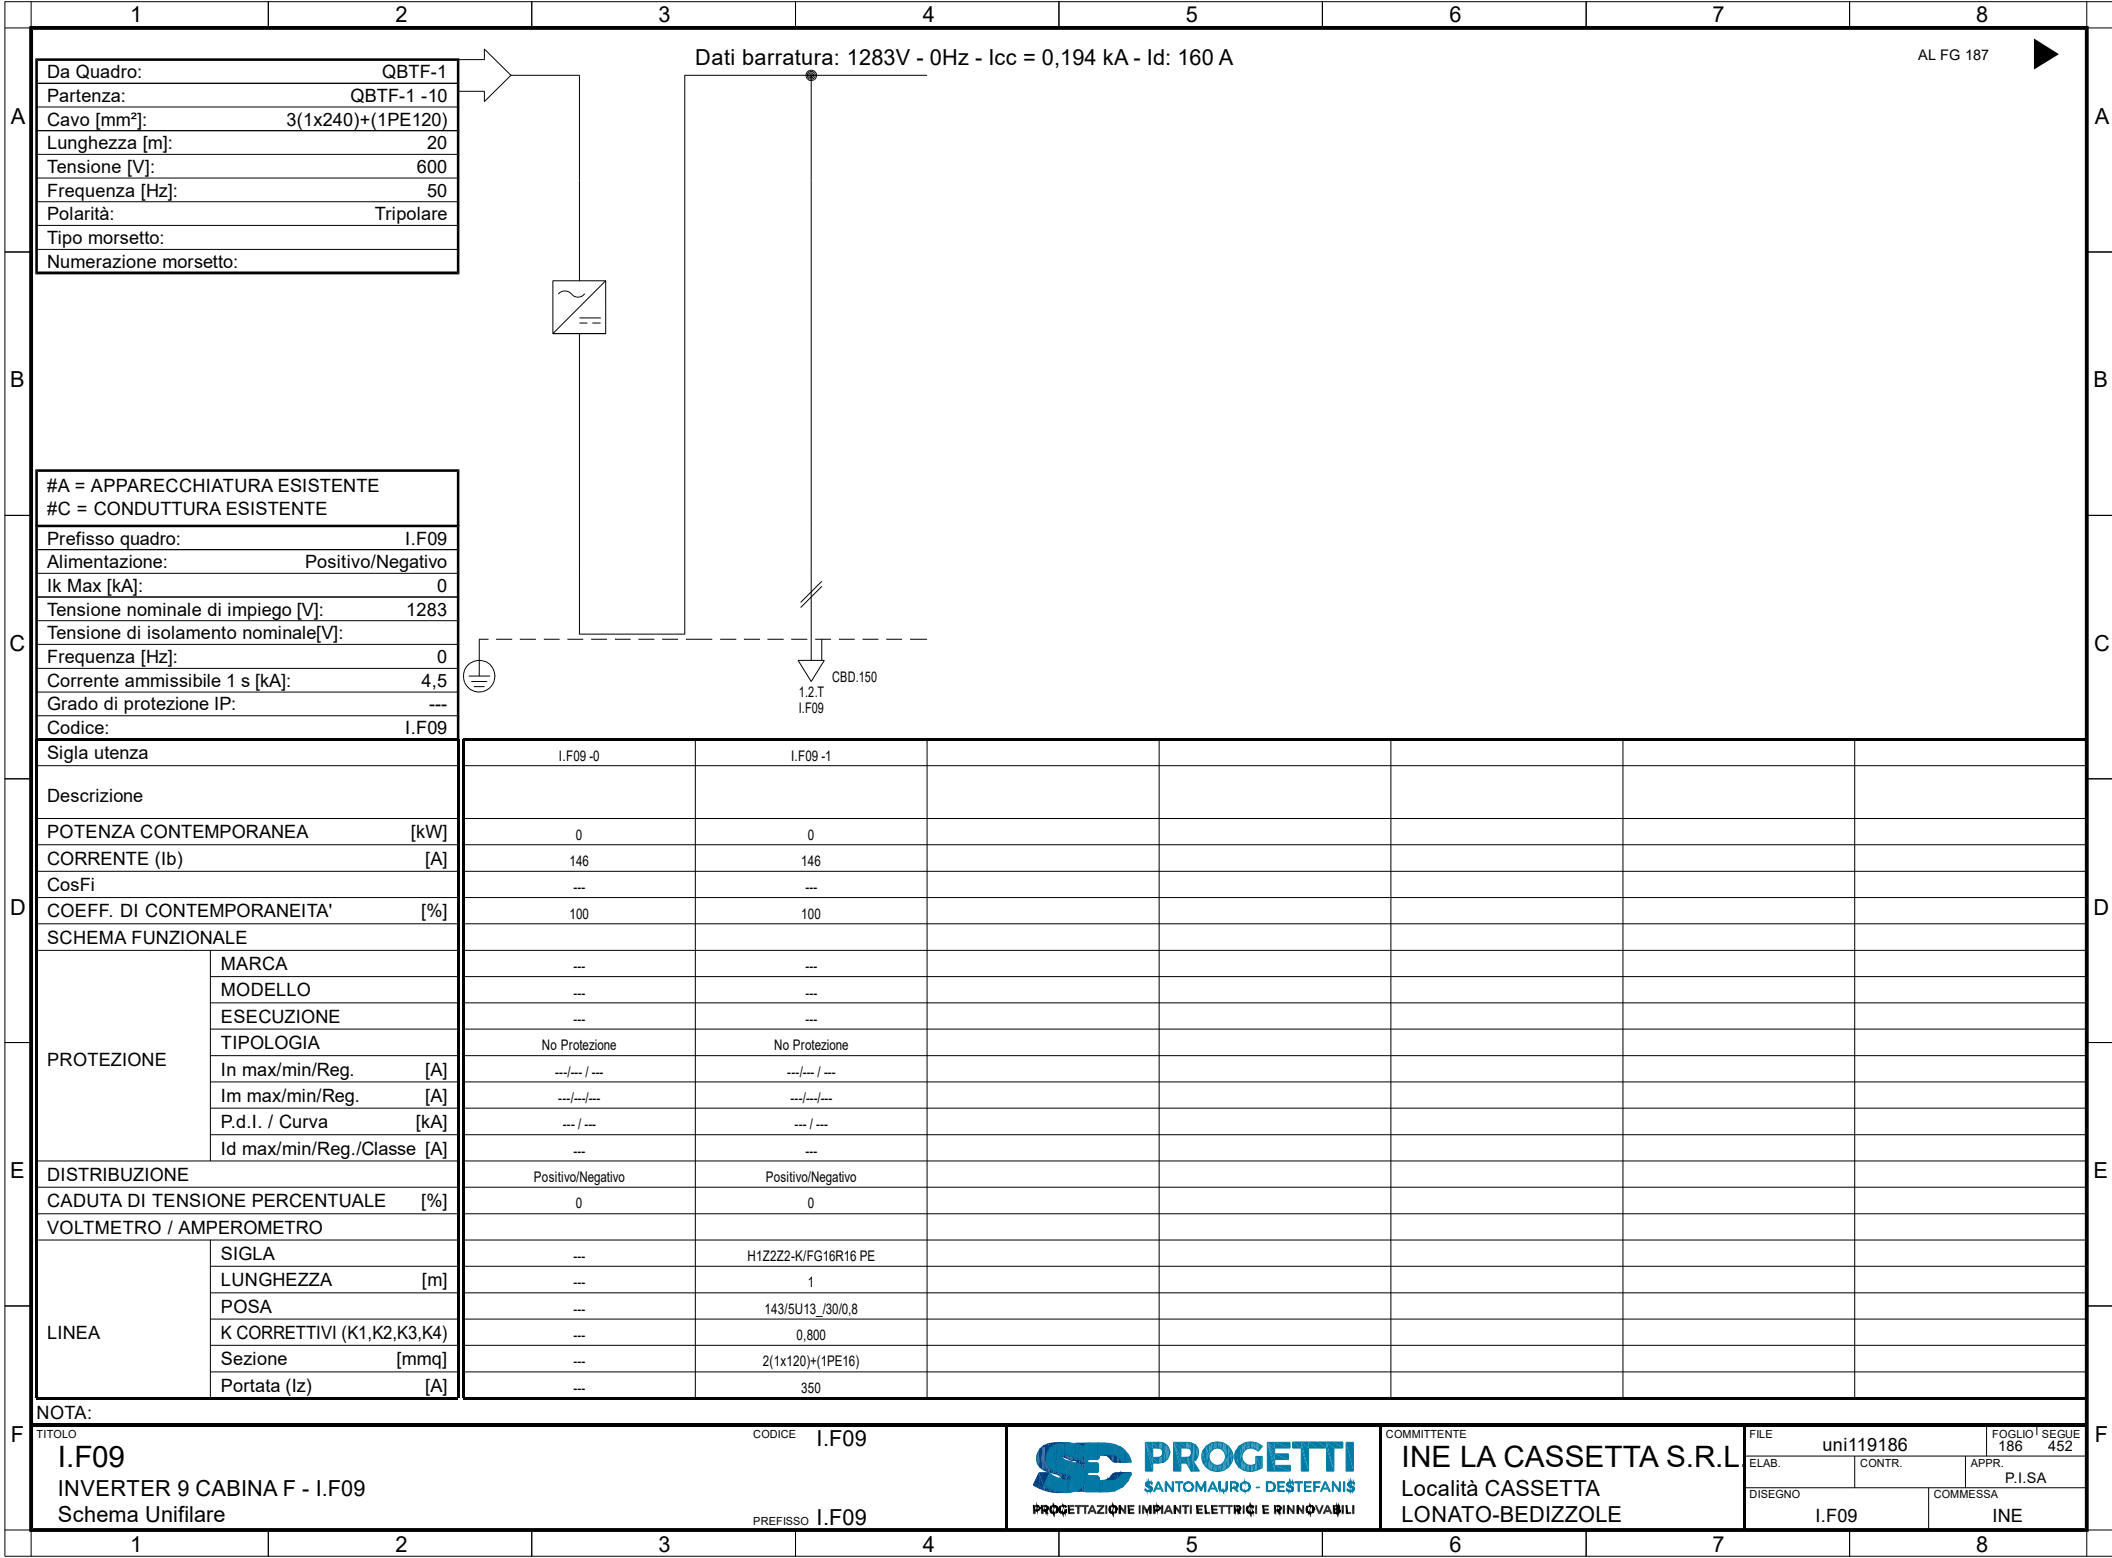 1 2 3 4 5 6 7 8
Dati barratura: 1283V - 0Hz - Icc = 0,194 kA - Id: 160 A
AL FG 187
Da Quadro: QBTF-1
Partenza: QBTF-1 -10
Cavo [mm²]: 3(1x240)+(1PE120)
Lunghezza [m]: 20
Tensione [V]: 600
Frequenza [Hz]: 50
Polarità: Tripolare
Tipo morsetto:
Numerazione morsetto:
A A
B B
#A = APPARECCHIATURA ESISTENTE
#C = CONDUTTURA ESISTENTE
Prefisso quadro: I.F09
Alimentazione: Positivo/Negativo
Ik Max [kA]: 0
Tensione nominale di impiego [V]: 1283
Tensione di isolamento nominale[V]:
Frequenza [Hz]: 0
Corrente ammissibile 1 s [kA]: 4,5
Grado di protezione IP: ---
Codice: I.F09
C C
CBD.150
1.2.T
I.F09
Sigla utenza I.F09 -0 I.F09 -1
Descrizione
POTENZA CONTEMPORANEA [kW] 0 0
CORRENTE (Ib) [A] 146 146
CosFi --- ---
D COEFF. DI CONTEMPORANEITA' [%] 100 100 D
SCHEMA FUNZIONALE
PROTEZIONE
MARCA --- ---
MODELLO --- ---
ESECUZIONE --- ---
TIPOLOGIA No Protezione No Protezione
In max/min/Reg. [A] ---/--- / --- ---/--- / ---
Im max/min/Reg. [A] ---/---/--- ---/---/---
P.d.I. / Curva [kA] --- / --- --- / ---
Id max/min/Reg./Classe [A] --- ---
E DISTRIBUZIONE Positivo/Negativo Positivo/Negativo E
CADUTA DI TENSIONE PERCENTUALE [%] 0 0
VOLTMETRO / AMPEROMETRO
LINEA
SIGLA --- H1Z2Z2-K/FG16R16 PE
LUNGHEZZA [m] --- 1
POSA --- 143/5U13_/30/0,8
K CORRETTIVI (K1,K2,K3,K4) --- 0,800
Sezione [mmq] --- 2(1x120)+(1PE16)
Portata (Iz) [A] --- 350
NOTA:
F F
TITOLO
I.F09
INVERTER 9 CABINA F - I.F09
Schema Unifilare
CODICE I.F09
PREFISSO I.F09
PROGETTI
SANTOMAURO - DESTEFANIS
PROGETTAZIONE IMPIANTI ELETTRICI E RINNOVABILI
COMMITTENTE
INE LA CASSETTA S.R.L.
Località CASSETTA
LONATO-BEDIZZOLE
FILE uni119186
FOGLIO SEGUE
186 452
ELAB. CONTR. APPR.
P.I.SA
DISEGNO COMMESSA
I.F09 INE
1 2 3 4 5 6 7 8